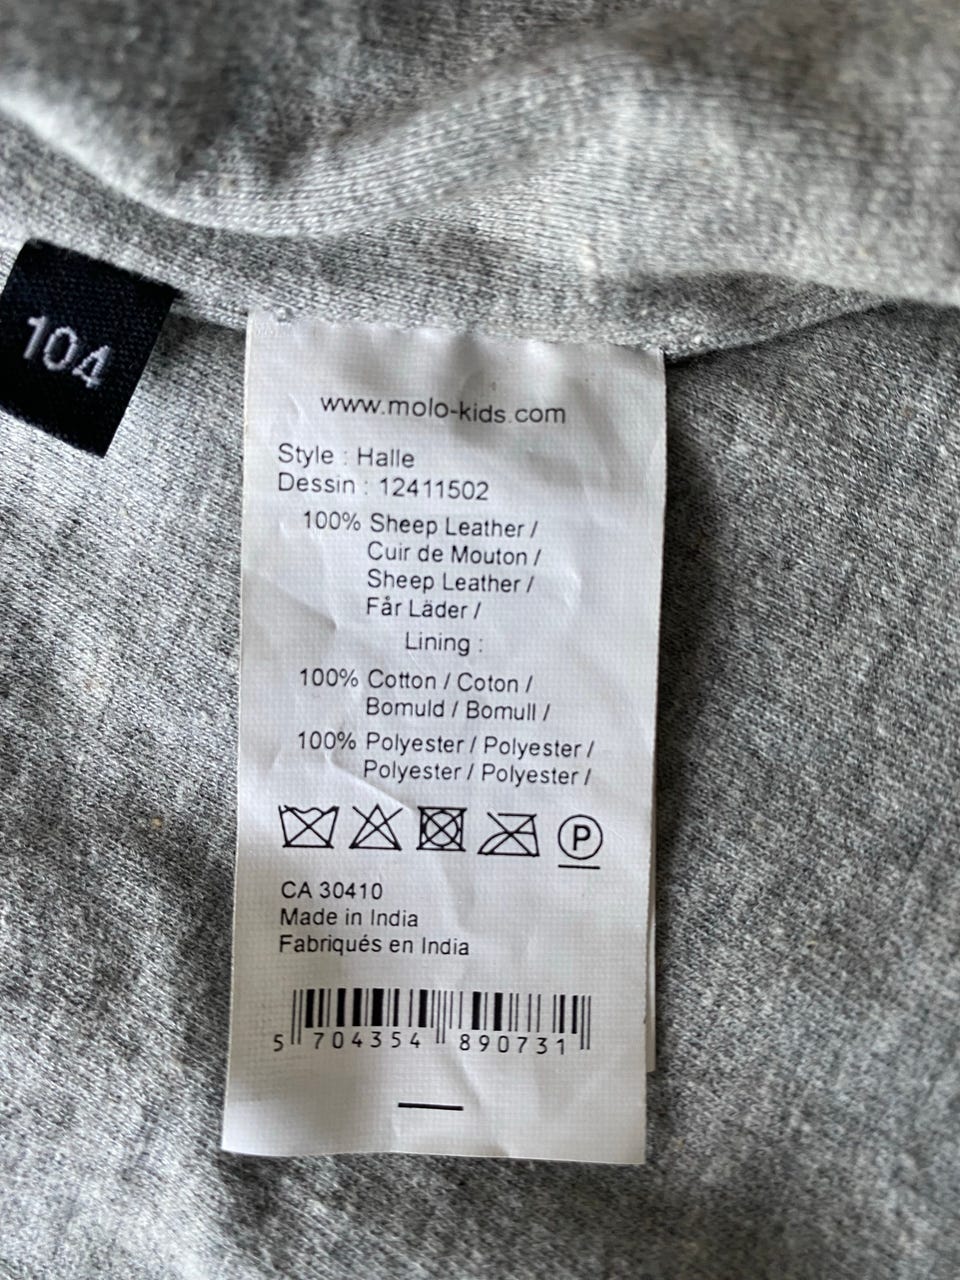 104
www.molo-kids.com
Style : Halle
Dessin : 12411502
100% Sheep Leather /
Cuir de Mouton /
Sheep Leather /
Får Läder /
Lining :
100% Cotton / Coton /
Bomuld / Bomull /
100% Polyester / Polyester /
Polyester / Polyester /
P
CA 30410
Made in India
Fabriqués en India
5 704354 890731